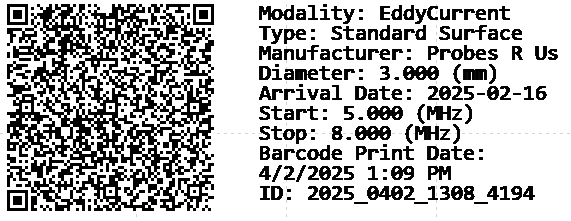 Modality: EddyCurrent
Type: Standard Surface
Manufacturer: Probes R Us
Diameter: 3.000 (mm)
Arrival Date: 2025-02-16
Start: 5.000 (MHz)
Stop: 8.000 (MHz)
Barcode Print Date:
4/2/2025 1:09 PM
ID: 2025_0402_1308_4194